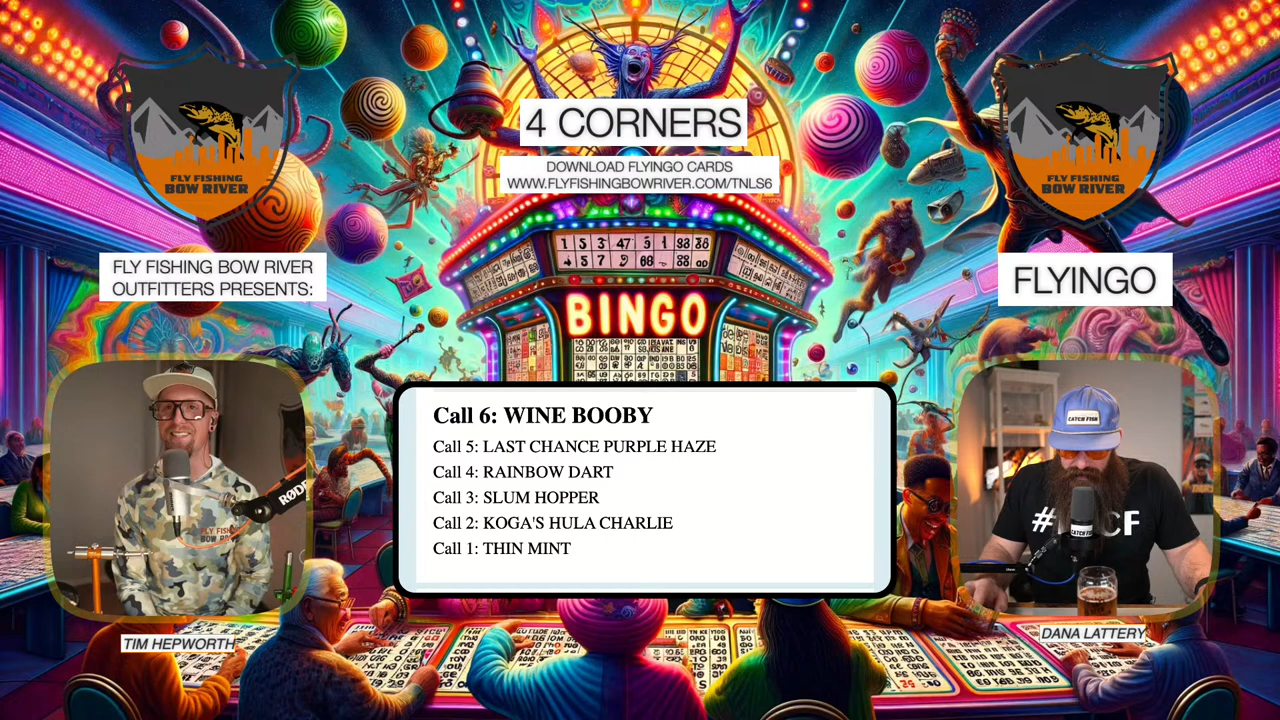 4 CORNERS
DOWNLOAD FLYINGO CARDS
WWW.FLYFISHINGBOWRIVER.COM/TNLS6
FLY FISHING
BOW RIVER
FLY FISHING
BOW RIVER
FLY FISHING BOW RIVER
OUTFITTERS PRESENTS:
FLYINGO
BINGO
Call 6: WINE BOOBY
Call 5: LAST CHANCE PURPLE HAZE
Call 4: RAINBOW DART
Call 3: SLUM HOPPER
Call 2: KOGA'S HULA CHARLIE
Call 1: THIN MINT
RØDE
CATCH FISH
CATCH FISH
TIM HEPWORTH
DANA LATTERY